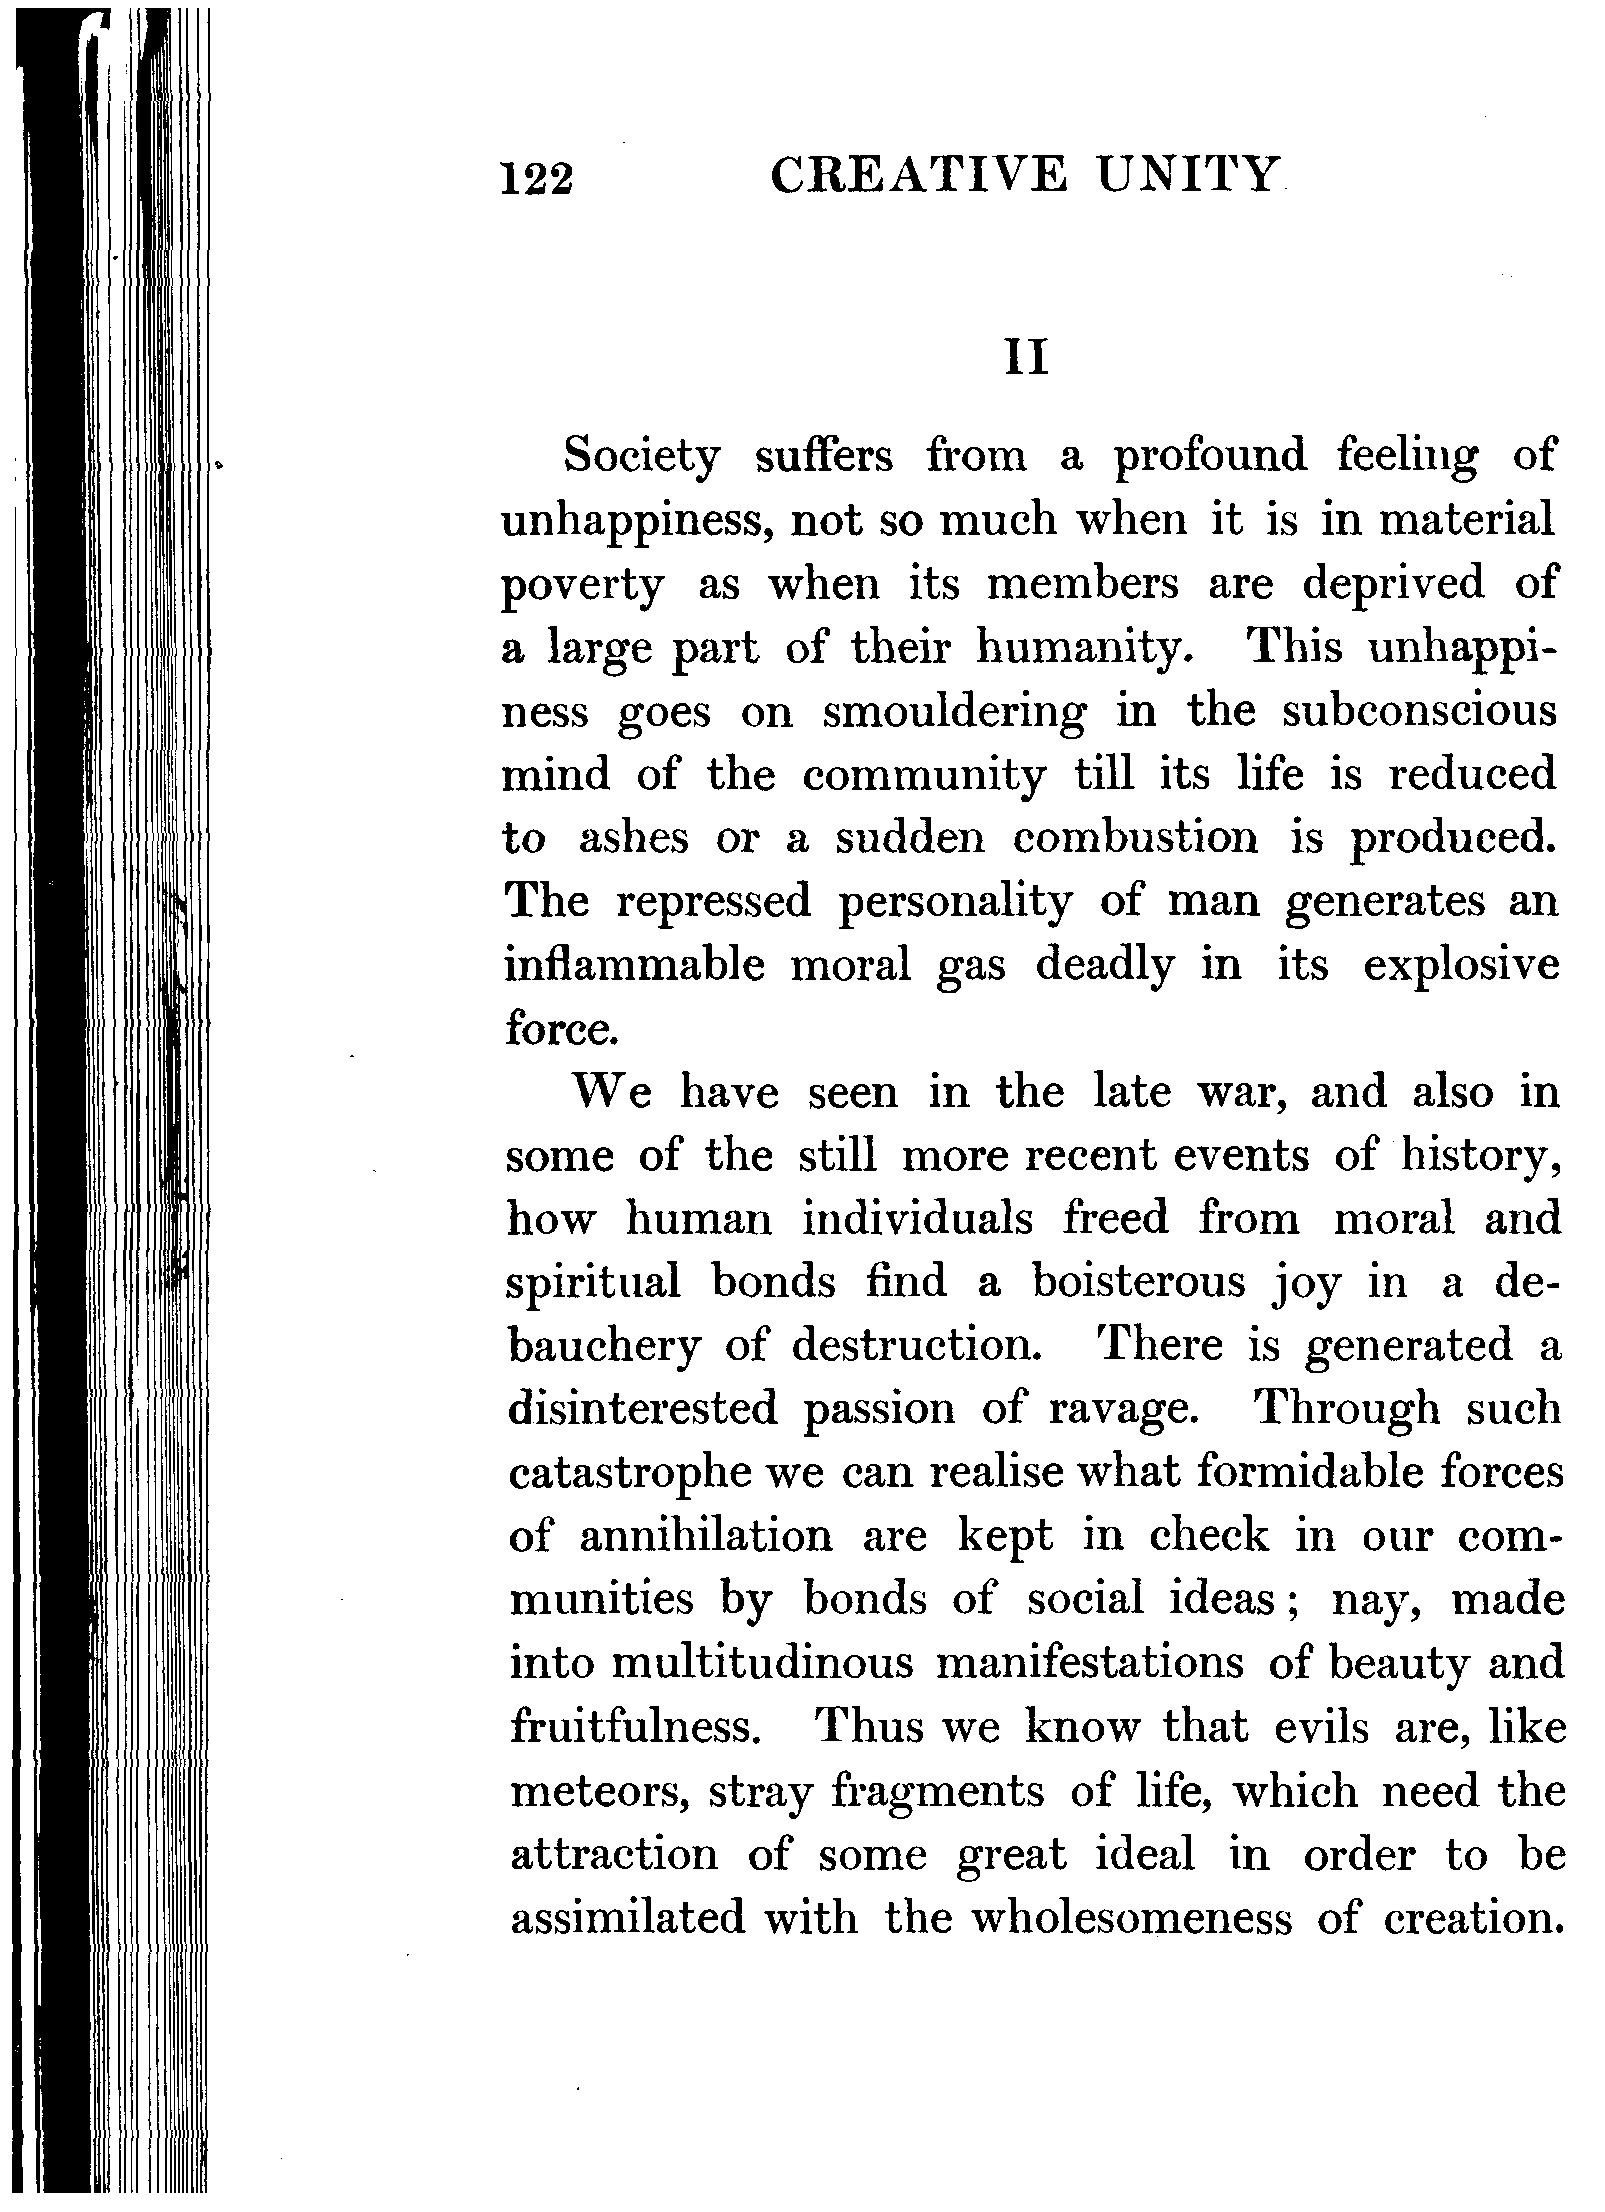 122 CREATIVE UNITY
II
Society suffers from a profound feeling of
unhappiness, not so much when it is in material
poverty as when its members are deprived of
a large part of their humanity. This unhappi-
ness goes on smouldering in the subconscious
mind of the community till its life is reduced
to ashes or a sudden combustion is produced.
The repressed personality of man generates an
inflammable moral gas deadly in its explosive
force.
We have seen in the late war, and also in
some of the still more recent events of history,
how human individuals freed from moral and
spiritual bonds find a boisterous joy in a de-
bauchery of destruction. There is generated a
disinterested passion of ravage. Through such
catastrophe we can realise what formidable forces
of annihilation are kept in check in our com-
munities by bonds of social ideas ; nay, made
into multitudinous manifestations of beauty and
fruitfulness. Thus we know that evils are, like
meteors, stray fragments of life, which need the
attraction of some great ideal in order to be
assimilated with the wholesomeness of creation.